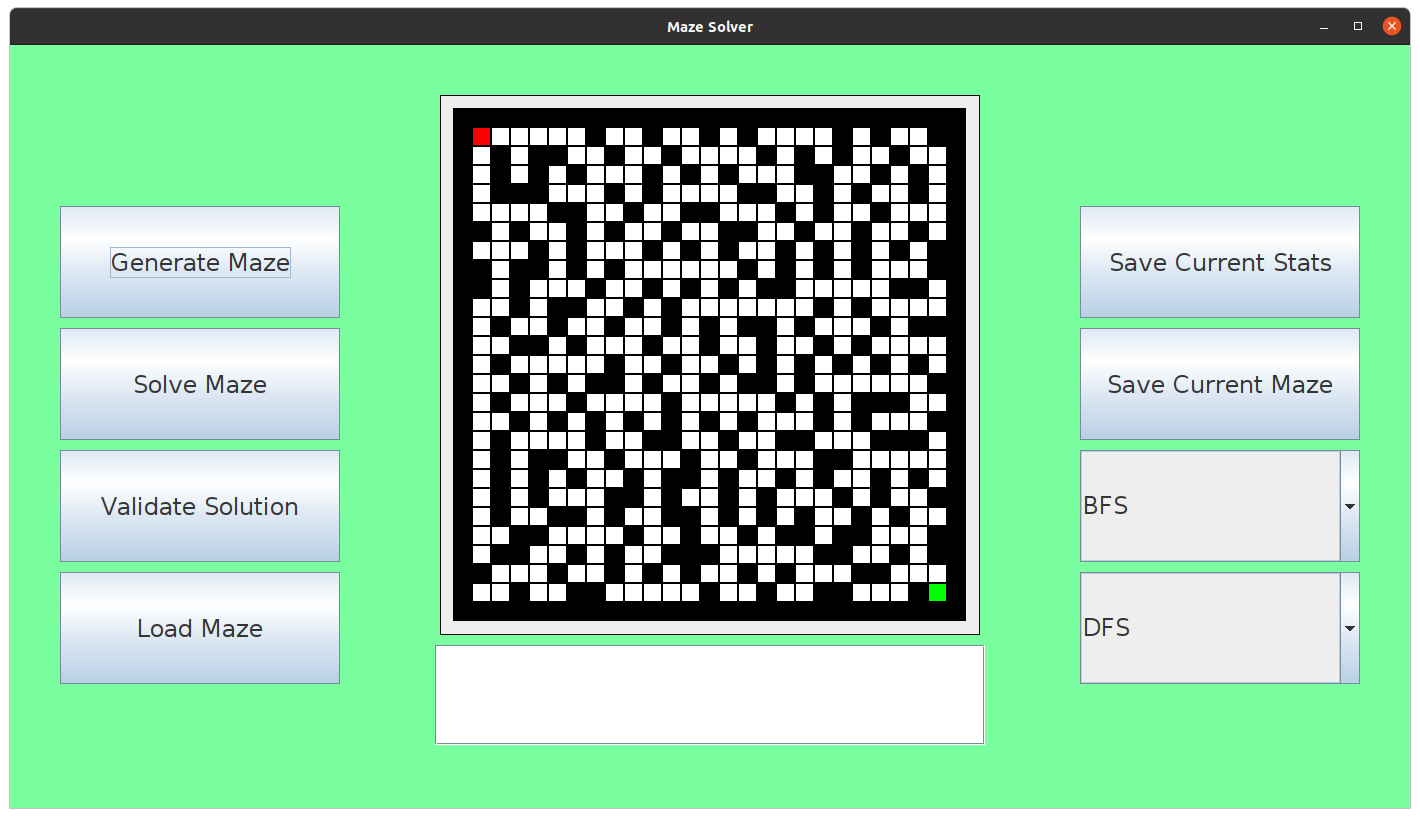 Maze Solver
Generate Maze
Solve Maze
Validate Solution
Load Maze
Save Current Stats
Save Current Maze
BFS
DFS